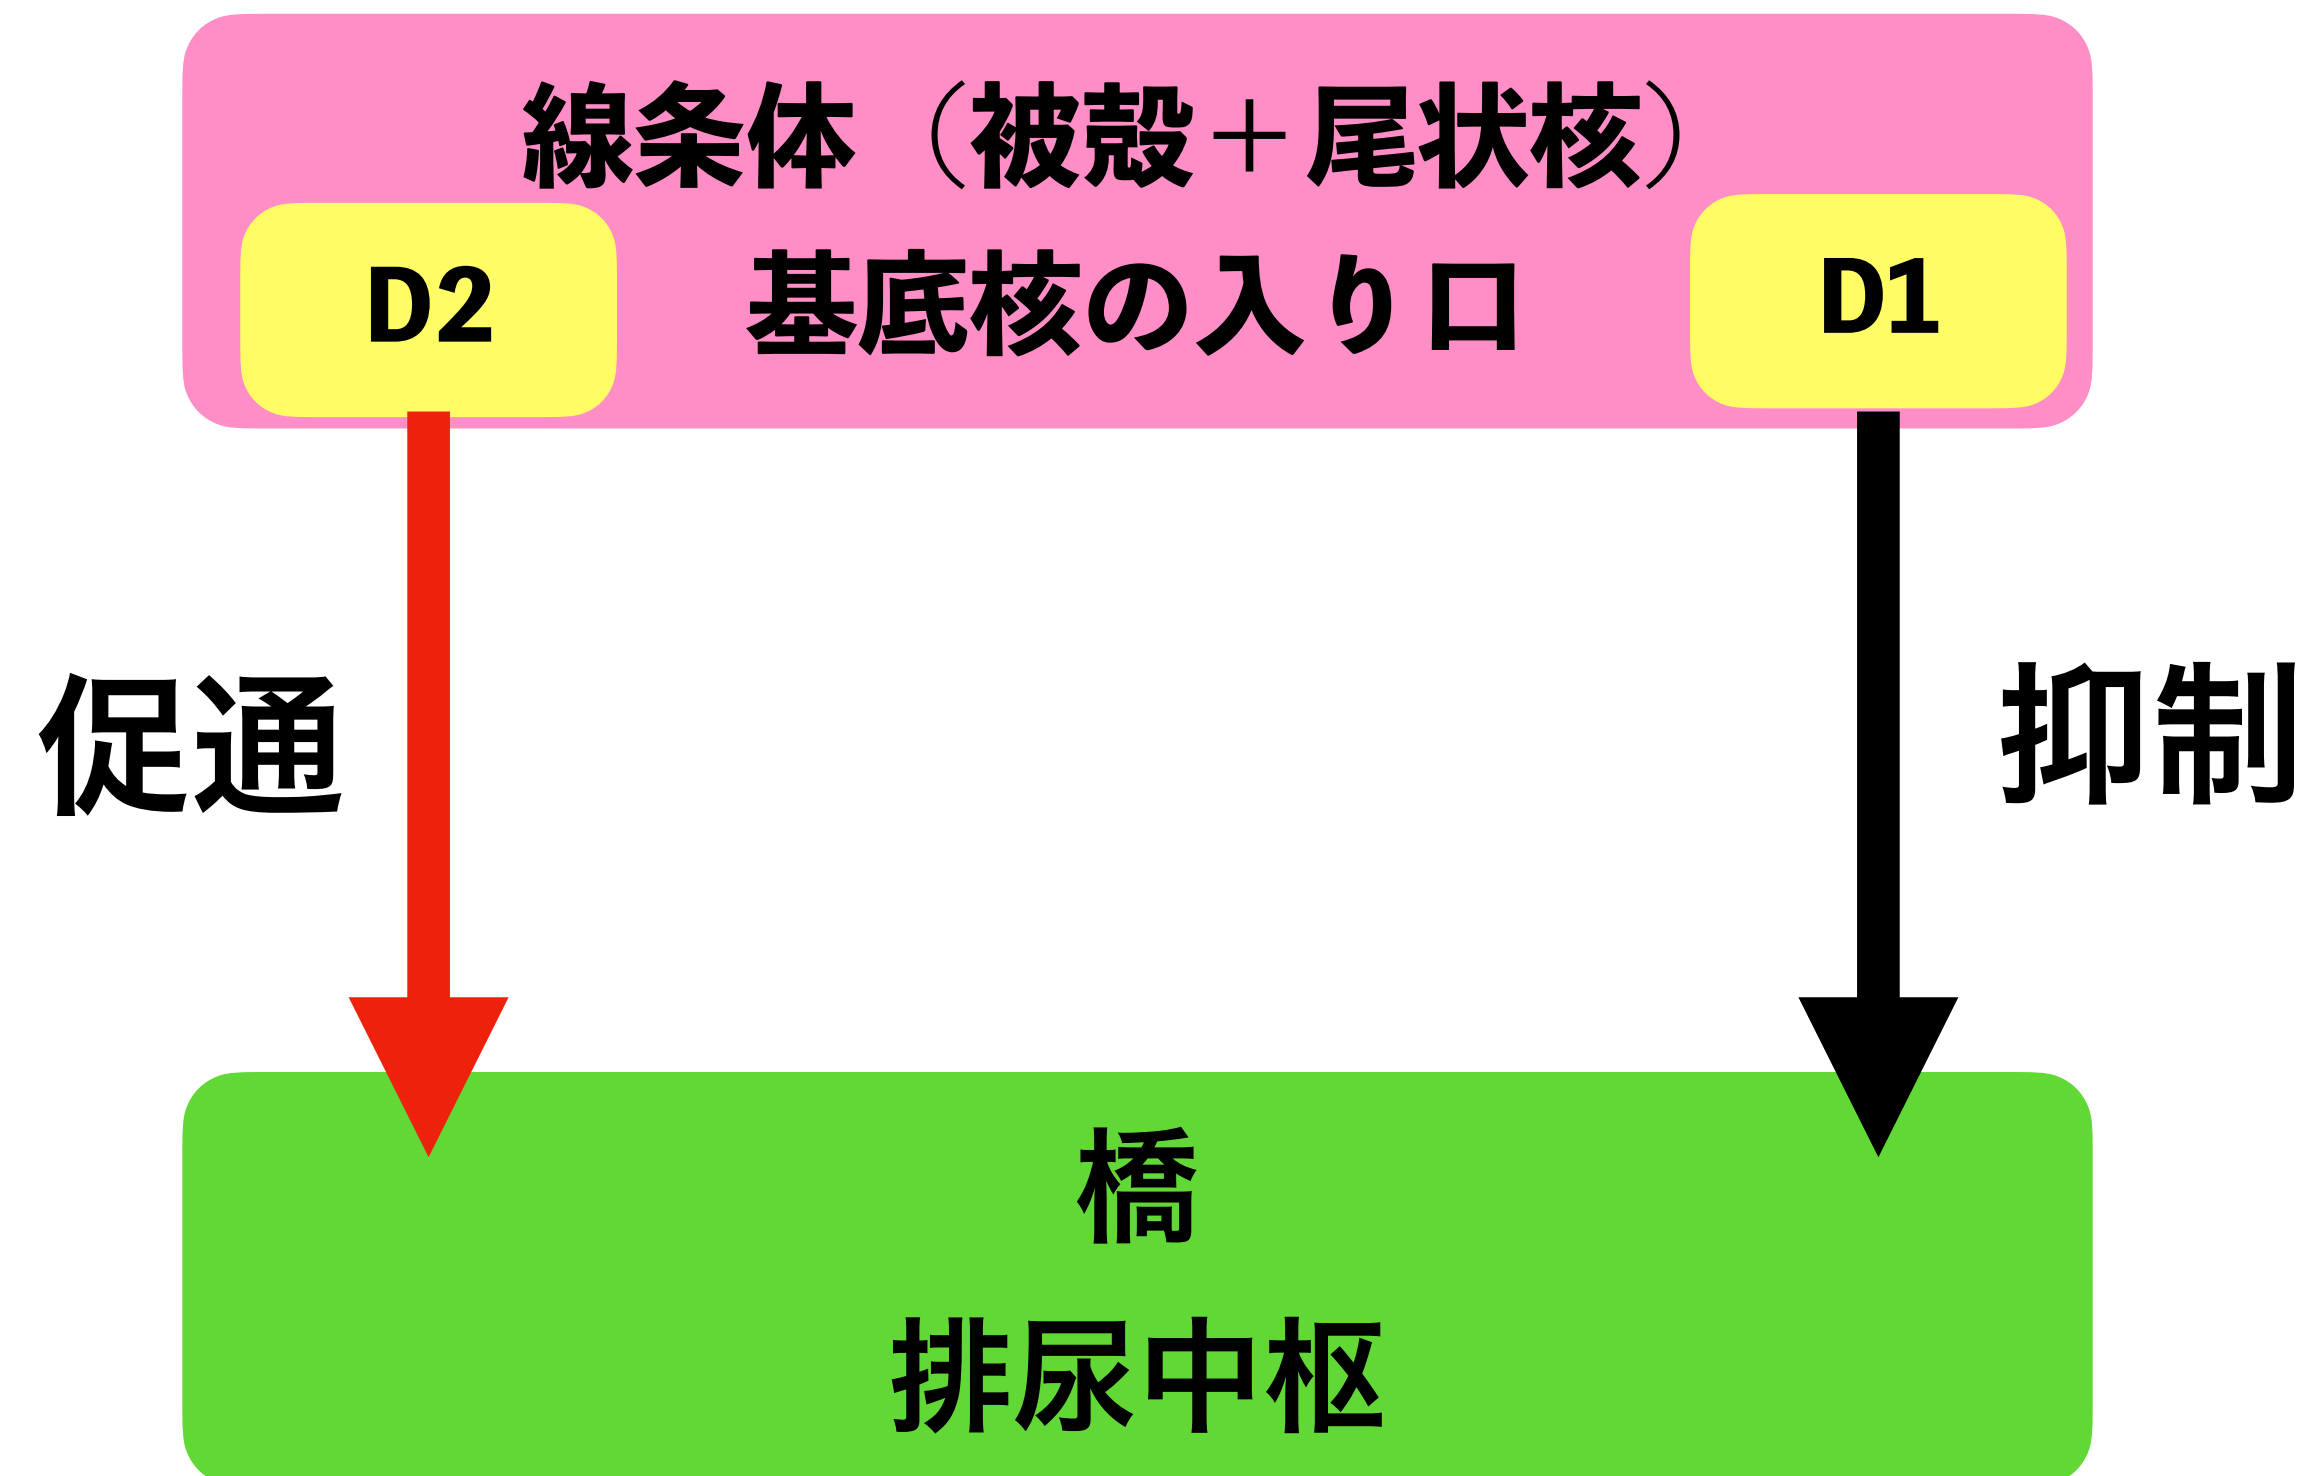 線条体（被殻＋尾状核）
D2
基底核の入り口
D1
促通
抑制
橋
排尿中枢